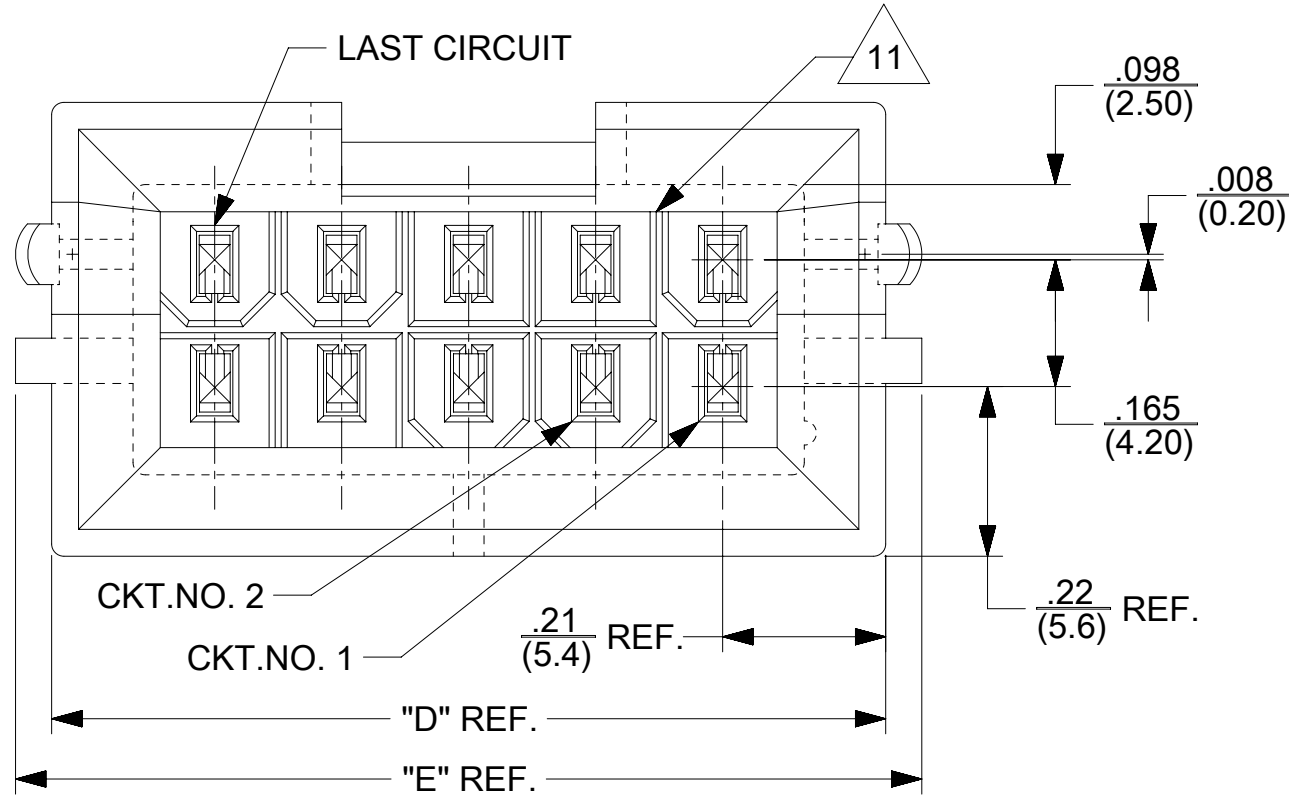 LAST CIRCUIT
11
.098
(2.50)
.008
(0.20)
.165
(4.20)
CKT.NO. 2
CKT.NO. 1
.21
(5.4) REF.
.22
(5.6) REF.
"D" REF.
"E" REF.